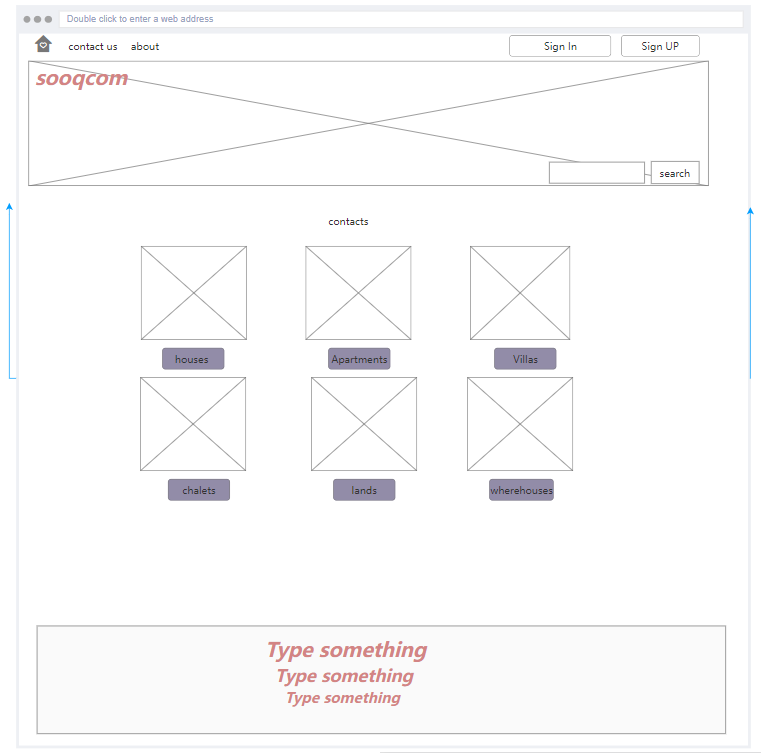 Double click to enter a web address
contact us about Sign In Sign UP
sooqcom
search
contacts
houses Apartments Villas
chalets lands wherehouses
Type something
Type something
Type something